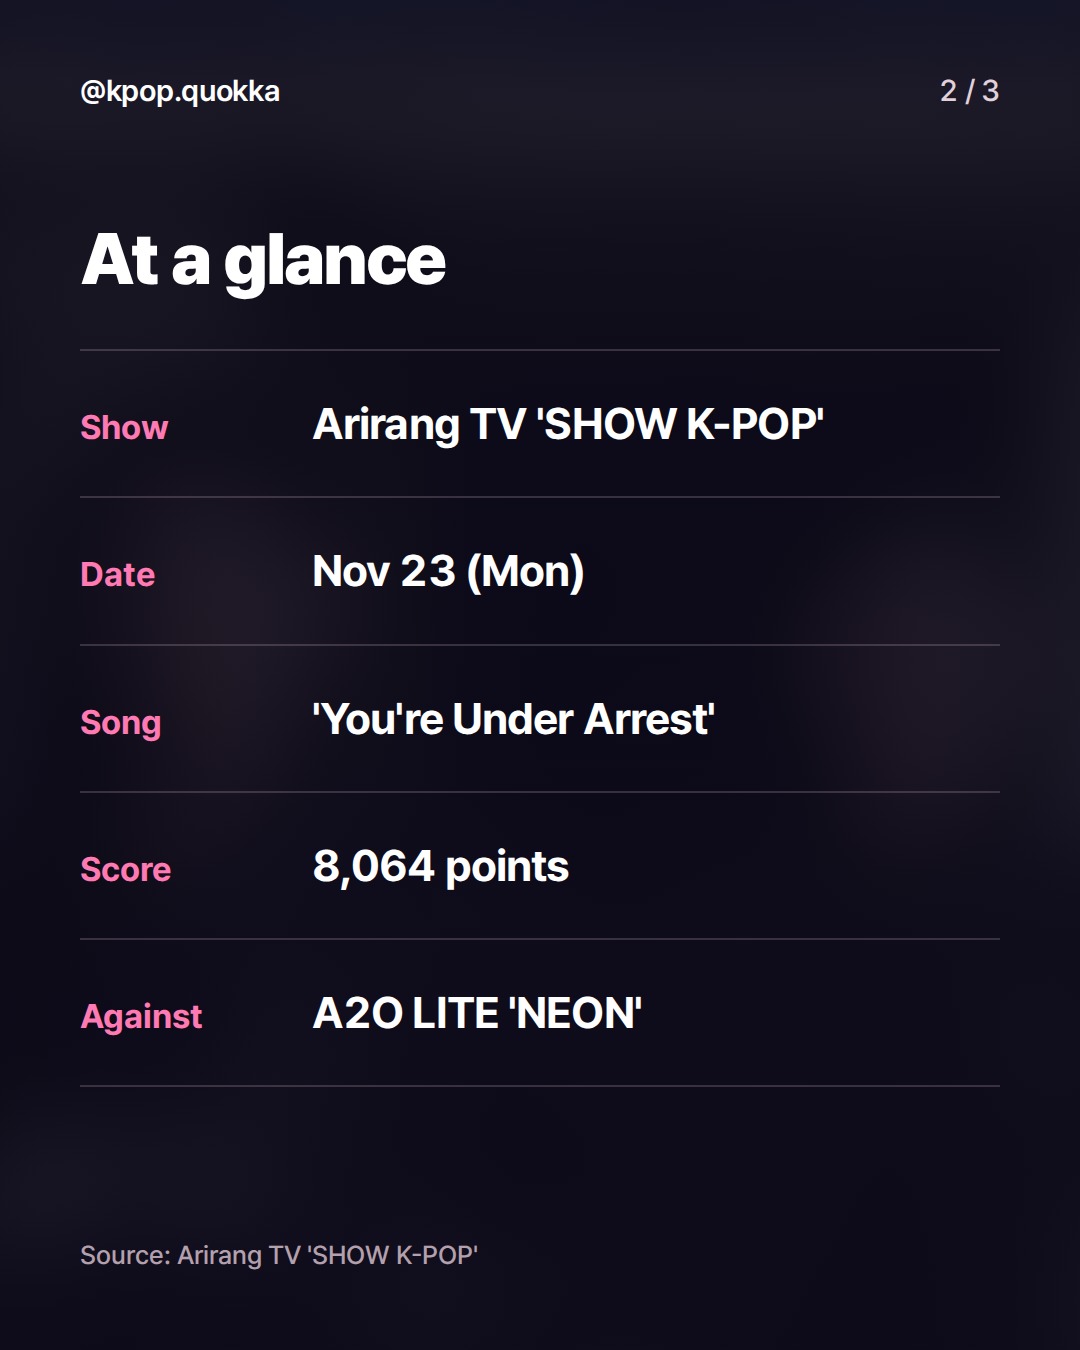 @kpop.quokka
2 / 3
At a glance
Show
Arirang TV 'SHOW K-POP'
Date
Nov 23 (Mon)
Song
'You're Under Arrest'
Score
8,064 points
Against
A2O LITE 'NEON'
Source: Arirang TV 'SHOW K-POP'